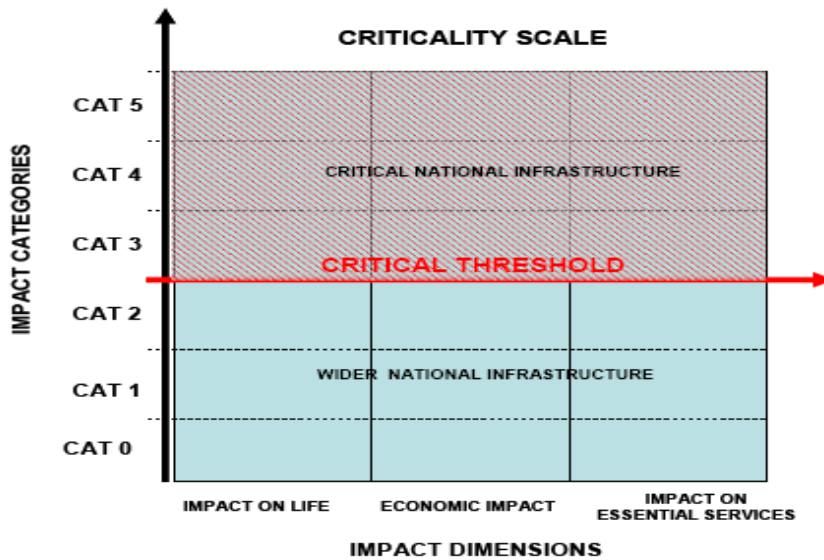 CRITICALITY SCALE
CAT 5
CAT 4
CRITICAL NATIONAL INFRASTRUCTURE
CAT 3
CRITICAL THRESHOLD
CAT 2
WIDER NATIONAL INFRASTRUCTURE
CAT 1
CAT 0
IMPACT CATEGORIES
IMPACT ON LIFE
ECONOMIC IMPACT
IMPACT ON
ESSENTIAL SERVICES
IMPACT DIMENSIONS